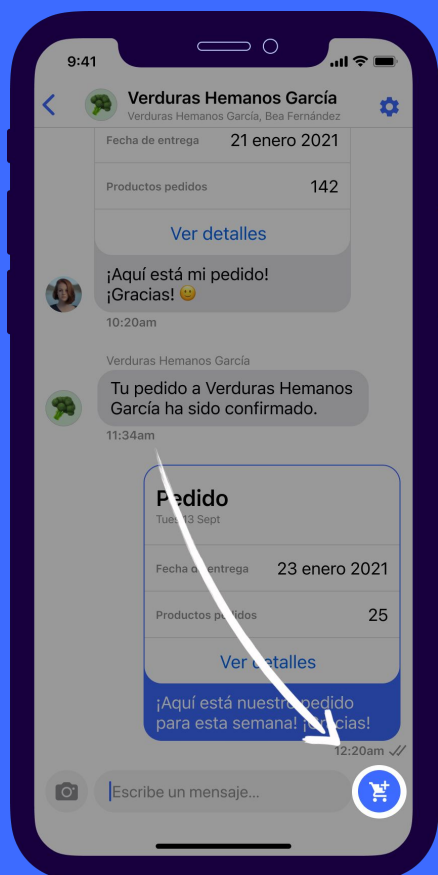 9:41
Verduras Hemanos García
Verduras Hemanos García, Bea Fernández
Fecha de entrega 21 enero 2021
Productos pedidos 142
Ver detalles
¡Aquí está mi pedido!
¡Gracias! 🙂
10:20am
Verduras Hemanos García
Tu pedido a Verduras Hemanos
García ha sido confirmado.
11:34am
Pedido
Tues 13 Sept
Fecha de entrega 23 enero 2021
Productos pedidos 25
Ver detalles
¡Aquí está nuestro pedido
para esta semana! ¡Gracias!
12:20am
Escribe un mensaje...